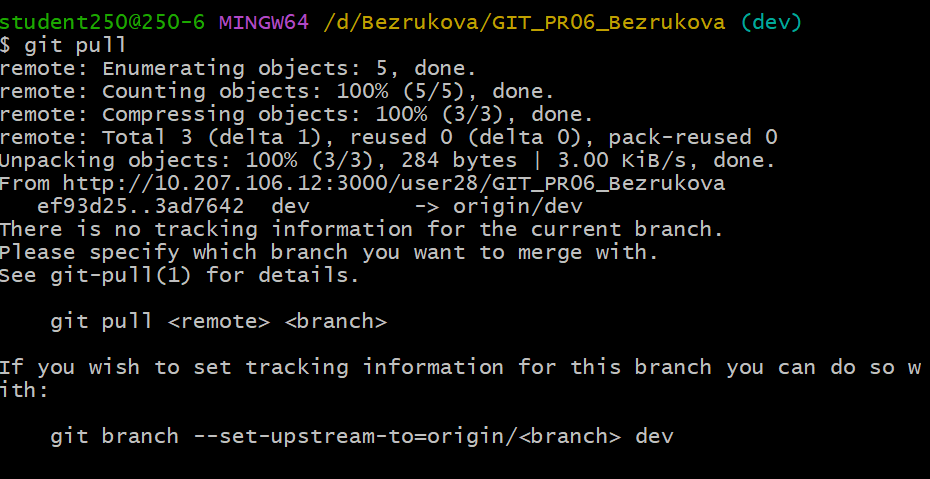 student250@250-6 MINGW64 /d/Bezrukova/GIT_PR06_Bezrukova (dev)
$ git pull
remote: Enumerating objects: 5, done.
remote: Counting objects: 100% (5/5), done.
remote: Compressing objects: 100% (3/3), done.
remote: Total 3 (delta 1), reused 0 (delta 0), pack-reused 0
Unpacking objects: 100% (3/3), 284 bytes | 3.00 KiB/s, done.
From http://10.207.106.12:3000/user28/GIT_PR06_Bezrukova
   ef93d25..3ad7642  dev        -> origin/dev
There is no tracking information for the current branch.
Please specify which branch you want to merge with.
See git-pull(1) for details.

    git pull <remote> <branch>

If you wish to set tracking information for this branch you can do so w
ith:

    git branch --set-upstream-to=origin/<branch> dev